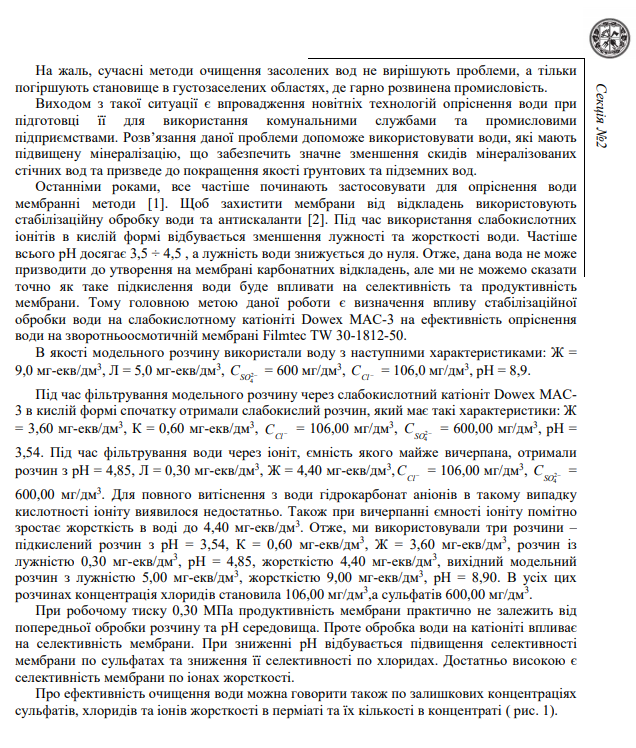 Секція №2
На жаль, сучасні методи очищення засолених вод не вирішують проблеми, а тільки
погіршують становище в густозаселених областях, де гарно розвинена промисловість.
Виходом з такої ситуації є впровадження новітніх технологій опріснення води при
підготовці її для використання комунальними службами та промисловими
підприємствами. Розв’язання даної проблеми допоможе використовувати води, які мають
підвищену мінералізацію, що забезпечить значне зменшення скидів мінералізованих
стічних вод та призведе до покращення якості ґрунтових та підземних вод.
Останніми роками, все частіше починають застосовувати для опріснення води
мембранні методи [1]. Щоб захистити мембрани від відкладень використовують
стабілізаційну обробку води та антискаланти [2]. Під час використання слабокислотних
іонітів в кислій формі відбувається зменшення лужності та жорсткості води. Частіше
всього рН досягає 3,5 ÷ 4,5 , а лужність води знижується до нуля. Отже, дана вода не може
призводити до утворення на мембрані карбонатних відкладень, але ми не можемо сказати
точно як таке підкислення води буде впливати на селективність та продуктивність
мембрани. Тому головною метою даної роботи є визначення впливу стабілізаційної
обробки води на слабокислотному катіоніті Dowex MAC-3 на ефективність опріснення
води на зворотньоосмотичній мембрані Filmtec TW 30-1812-50.
В якості модельного розчину використали воду з наступними характеристиками: Ж =
9,0 мг-екв/дм³, Л = 5,0 мг-екв/дм³, C_{SO₄²⁻} = 600 мг/дм³, C_{Cl⁻} = 106,0 мг/дм³, рН = 8,9.
Під час фільтрування модельного розчину через слабокислотний катіоніт Dowex MAC-
3 в кислій формі спочатку отримали слабокислий розчин, який має такі характеристики: Ж
= 3,60 мг-екв/дм³, К = 0,60 мг-екв/дм³, C_{Cl⁻} = 106,00 мг/дм³, C_{SO₄²⁻} = 600,00 мг/дм³, рН =
3,54. Під час фільтрування води через іоніт, ємність якого майже вичерпана, отримали
розчин з рН = 4,85, Л = 0,30 мг-екв/дм³, Ж = 4,40 мг-екв/дм³, C_{Cl⁻} = 106,00 мг/дм³, C_{SO₄²⁻} =
600,00 мг/дм³. Для повного витіснення з води гідрокарбонат аніонів в такому випадку
кислотності іоніту виявилося недостатньо. Також при вичерпанні ємності іоніту помітно
зростає жорсткість в воді до 4,40 мг-екв/дм³. Отже, ми використовували три розчини –
підкислений розчин з рН = 3,54, К = 0,60 мг-екв/дм³, Ж = 3,60 мг-екв/дм³, розчин із
лужністю 0,30 мг-екв/дм³, рН = 4,85, жорсткістю 4,40 мг-екв/дм³, вихідний модельний
розчин з лужністю 5,00 мг-екв/дм³, жорсткістю 9,00 мг-екв/дм³, рН = 8,90. В усіх цих
розчинах концентрація хлоридів становила 106,00 мг/дм³,а сульфатів 600,00 мг/дм³.
При робочому тиску 0,30 МПа продуктивність мембрани практично не залежить від
попередньої обробки розчину та рН середовища. Проте обробка води на катіоніті впливає
на селективність мембрани. При зниженні рН відбувається підвищення селективності
мембрани по сульфатах та зниження її селективності по хлоридах. Достатньо високою є
селективність мембрани по іонах жорсткості.
Про ефективність очищення води можна говорити також по залишкових концентраціях
сульфатів, хлоридів та іонів жорсткості в перміаті та їх кількості в концентраті ( рис. 1).